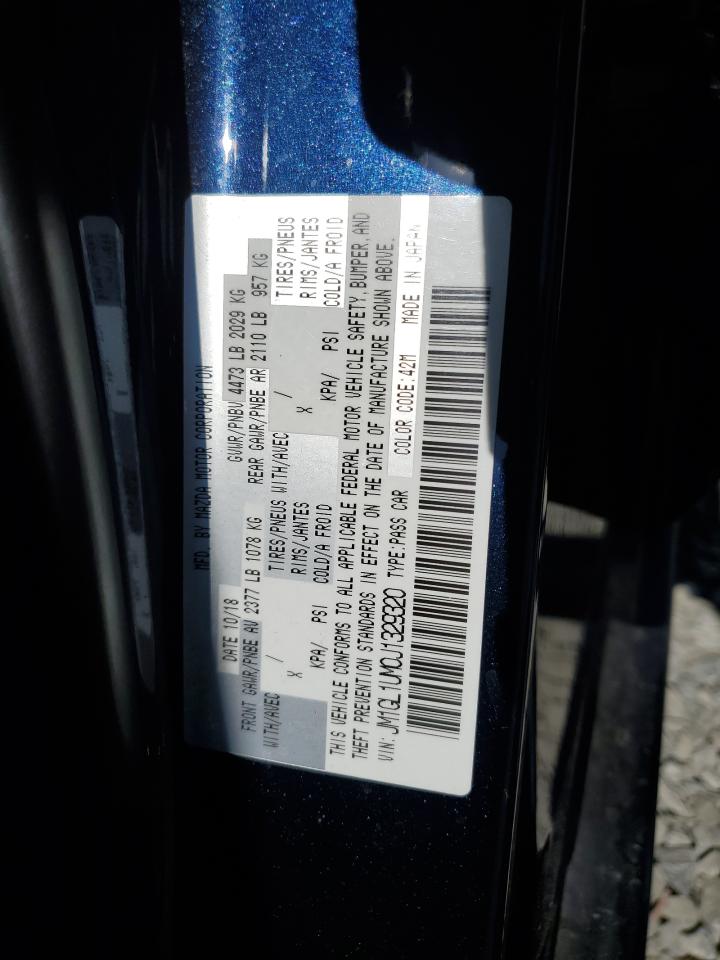 MFD. BY MAZDA MOTOR CORPORATION
DATE 10/18 GVWR/PNBV 4473 LB 2029 KG
FRONT GAWR/PNBE AV 2377 LB 1078 KG REAR GAWR/PNBE AR 2110 LB 957 KG
WITH/AVEC / TIRES/PNEUS WITH/AVEC / TIRES/PNEUS
X RIMS/JANTES X RIMS/JANTES
KPA/ PSI COLD/A FROID KPA/ PSI COLD/A FROID
THIS VEHICLE CONFORMS TO ALL APPLICABLE FEDERAL MOTOR VEHICLE SAFETY, BUMPER, AND
THEFT PREVENTION STANDARDS IN EFFECT ON THE DATE OF MANUFACTURE SHOWN ABOVE.
VIN: JM1GL1UM0J1329320 TYPE:PASS CAR COLOR CODE:42M MADE IN JAPAN